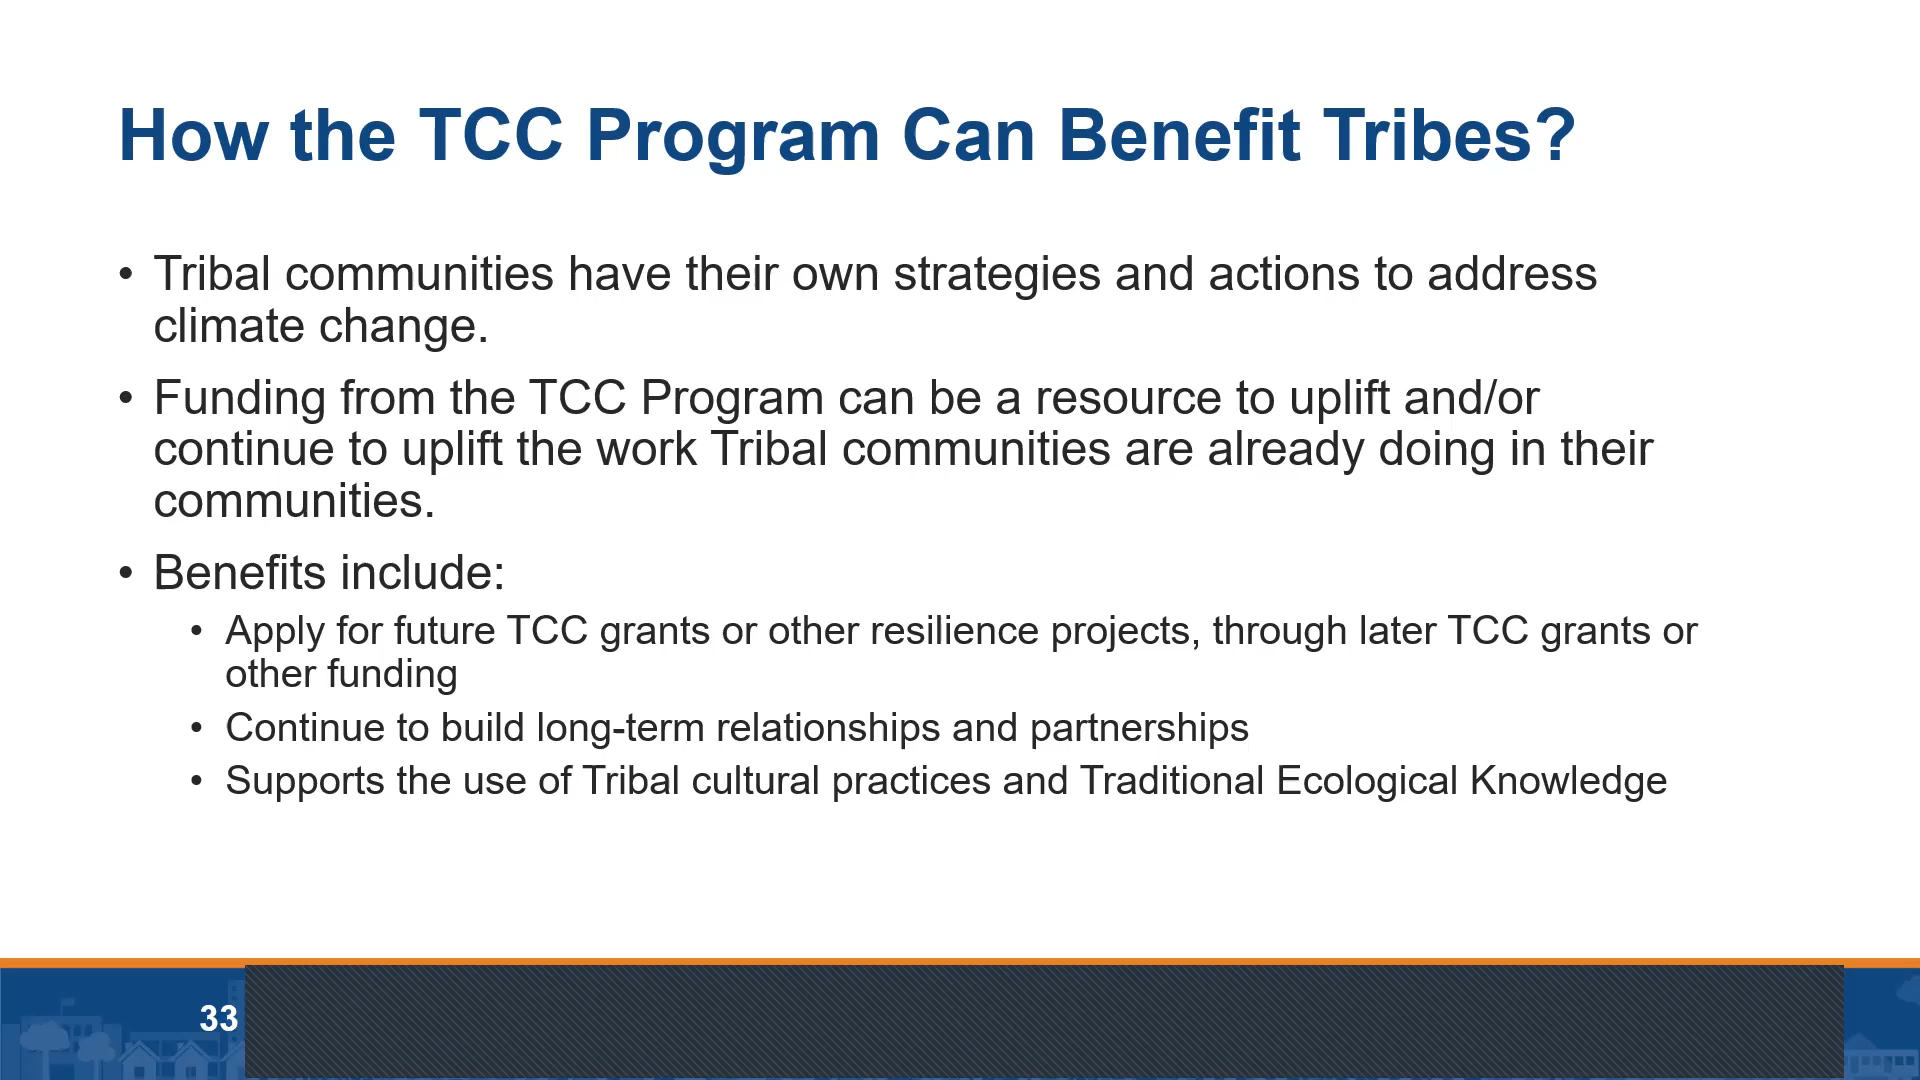 How the TCC Program Can Benefit Tribes?
• Tribal communities have their own strategies and actions to address
climate change.
• Funding from the TCC Program can be a resource to uplift and/or
continue to uplift the work Tribal communities are already doing in their
communities.
• Benefits include:
• Apply for future TCC grants or other resilience projects, through later TCC grants or
other funding
• Continue to build long-term relationships and partnerships
• Supports the use of Tribal cultural practices and Traditional Ecological Knowledge
33